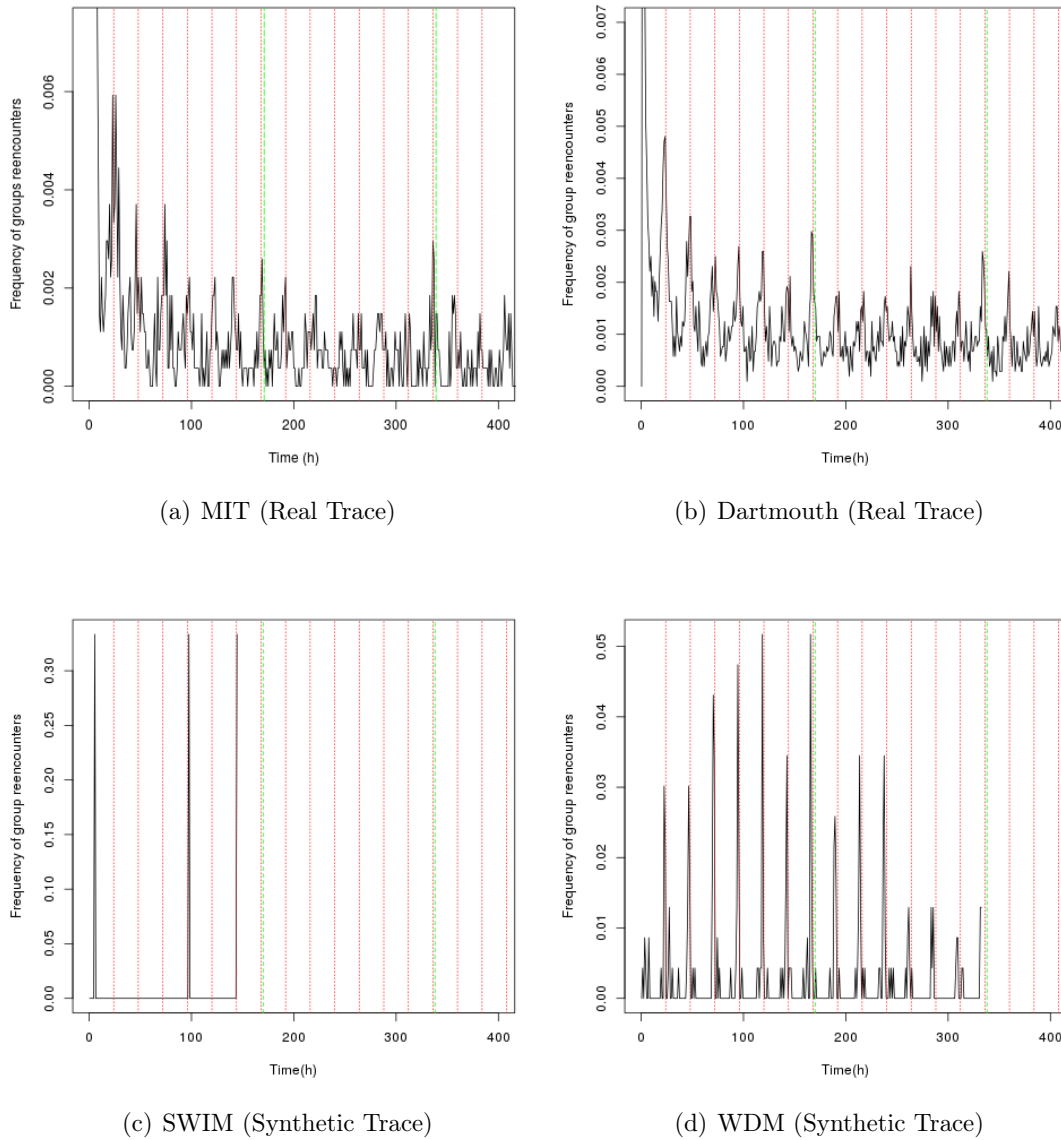 Frequency of groups reencounters
0.000 0.002 0.004 0.006
0 100 200 300 400
Time (h)
(a) MIT (Real Trace)
Frequency of group reencounters
0.000 0.001 0.002 0.003 0.004 0.005 0.006 0.007
0 100 200 300 400
Time(h)
(b) Dartmouth (Real Trace)
Frequency of group reencounters
0.00 0.05 0.10 0.15 0.20 0.25 0.30
0 100 200 300 400
Time(h)
(c) SWIM (Synthetic Trace)
Frequency of group reencounters
0.00 0.01 0.02 0.03 0.04 0.05
0 100 200 300 400
Time(h)
(d) WDM (Synthetic Trace)